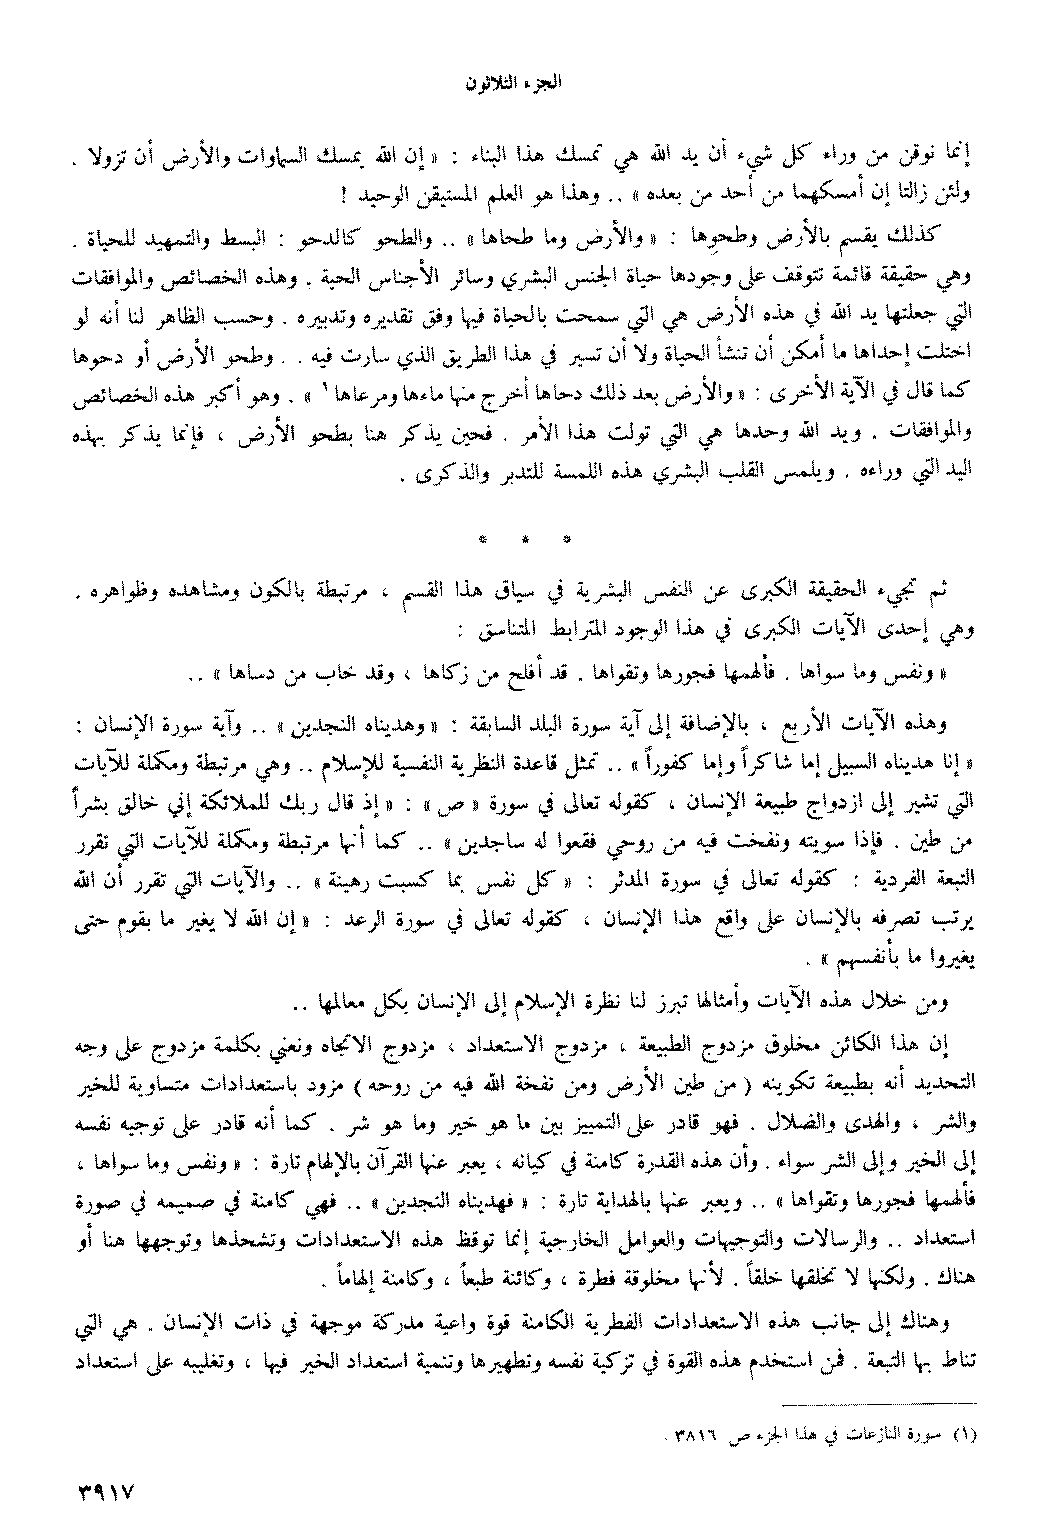 الجزء الثلاثون
إنما نوقن من وراء كل شيء أن يد الله هي تمسك هذا البناء : « إن الله يمسك السماوات والأرض أن تزولا .
ولئن زالتا إن أمسكهما من أحد من بعده » .. وهذا هو العلم المستيقن الوحيد !
كذلك يقسم بالأرض وطحوها : « والأرض وما طحاها » .. والطحو كالدحو : البسط والتمهيد للحياة .
وهي حقيقة قائمة تتوقف على وجودها حياة الجنس البشري وسائر الأجناس الحية . وهذه الخصائص والموافقات
التي جعلتها يد الله في هذه الأرض هي التي سمحت بالحياة فيها وفق تقديره وتدبيره . وحسب الظاهر لنا أنه لو
اختلت إحداها ما أمكن أن تنشأ الحياة ولا أن تسير في هذا الطريق الذي سارت فيه . . وطحو الأرض أو دحوها
كما قال في الآية الأخرى : « والأرض بعد ذلك دحاها أخرج منها ماءها ومرعاها ١ » . وهو أكبر هذه الخصائص
والموافقات . ويد الله وحدها هي التي تولت هذا الأمر . فحين يذكر هنا بطحو الأرض ، فإنما يذكر بهذه
اليد التي وراءه . ويلمس القلب البشري هذه اللمسة للتدبر والذكرى .
* * *
ثم تجيء الحقيقة الكبرى عن النفس البشرية في سياق هذا القسم ، مرتبطة بالكون ومشاهده وظواهره .
وهي إحدى الآيات الكبرى في هذا الوجود المترابط المتناسق :
« ونفس وما سواها . فألهمها فجورها وتقواها . قد أفلح من زكاها ، وقد خاب من دساها » ..
وهذه الآيات الأربع ، بالإضافة إلى آية سورة البلد السابقة : « وهديناه النجدين » .. وآية سورة الإنسان :
« إنا هديناه السبيل إما شاكراً وإما كفوراً » .. تمثل قاعدة النظرية النفسية للإسلام .. وهي مرتبطة ومكملة للآيات
التي تشير إلى ازدواج طبيعة الإنسان ، كقوله تعالى في سورة « ص » : « إذ قال ربك للملائكة إني خالق بشراً
من طين . فإذا سويته ونفخت فيه من روحي فقعوا له ساجدين » .. كما أنها مرتبطة ومكملة للآيات التي تقرر
التبعة الفردية : كقوله تعالى في سورة المدثر : « كل نفس بما كسبت رهينة » .. والآيات التي تقرر أن الله
يرتب تصرفه بالإنسان على واقع هذا الإنسان ، كقوله تعالى في سورة الرعد : « إن الله لا يغير ما بقوم حتى
يغيروا ما بأنفسهم » .
ومن خلال هذه الآيات وأمثالها تبرز لنا نظرة الإسلام إلى الإنسان بكل معالمها ..
إن هذا الكائن مخلوق مزدوج الطبيعة ، مزدوج الاستعداد ، مزدوج الاتجاه ونعني بكلمة مزدوج على وجه
التحديد أنه بطبيعة تكوينه ( من طين الأرض ومن نفخة الله فيه من روحه ) مزود باستعدادات متساوية للخير
والشر ، والهدى والضلال . فهو قادر على التمييز بين ما هو خير وما هو شر . كما أنه قادر على توجيه نفسه
إلى الخير وإلى الشر سواء . وأن هذه القدرة كامنة في كيانه ، يعبر عنها القرآن بالإلهام تارة : « ونفس وما سواها ،
فألهمها فجورها وتقواها » .. ويعبر عنها بالهداية تارة : « فهديناه النجدين » .. فهي كامنة في صميمه في صورة
استعداد .. والرسالات والتوجيهات والعوامل الخارجية إنما توقظ هذه الاستعدادات وتشحذها وتوجهها هنا أو
هناك . ولكنها لا تخلقها خلقاً . لأنها مخلوقة فطرة ، وكائنة طبعاً ، وكامنة إلهاماً .
وهناك إلى جانب هذه الاستعدادات الفطرية الكامنة قوة واعية مدركة موجهة في ذات الإنسان . هي التي
تناط بها التبعة . فمن استخدم هذه القوة في تزكية نفسه وتطهيرها وتنمية استعداد الخير فيها ، وتغليبه على استعداد
(١) سورة النازعات في هذا الجزء ص ٣٨١٦ .
٣٩١٧